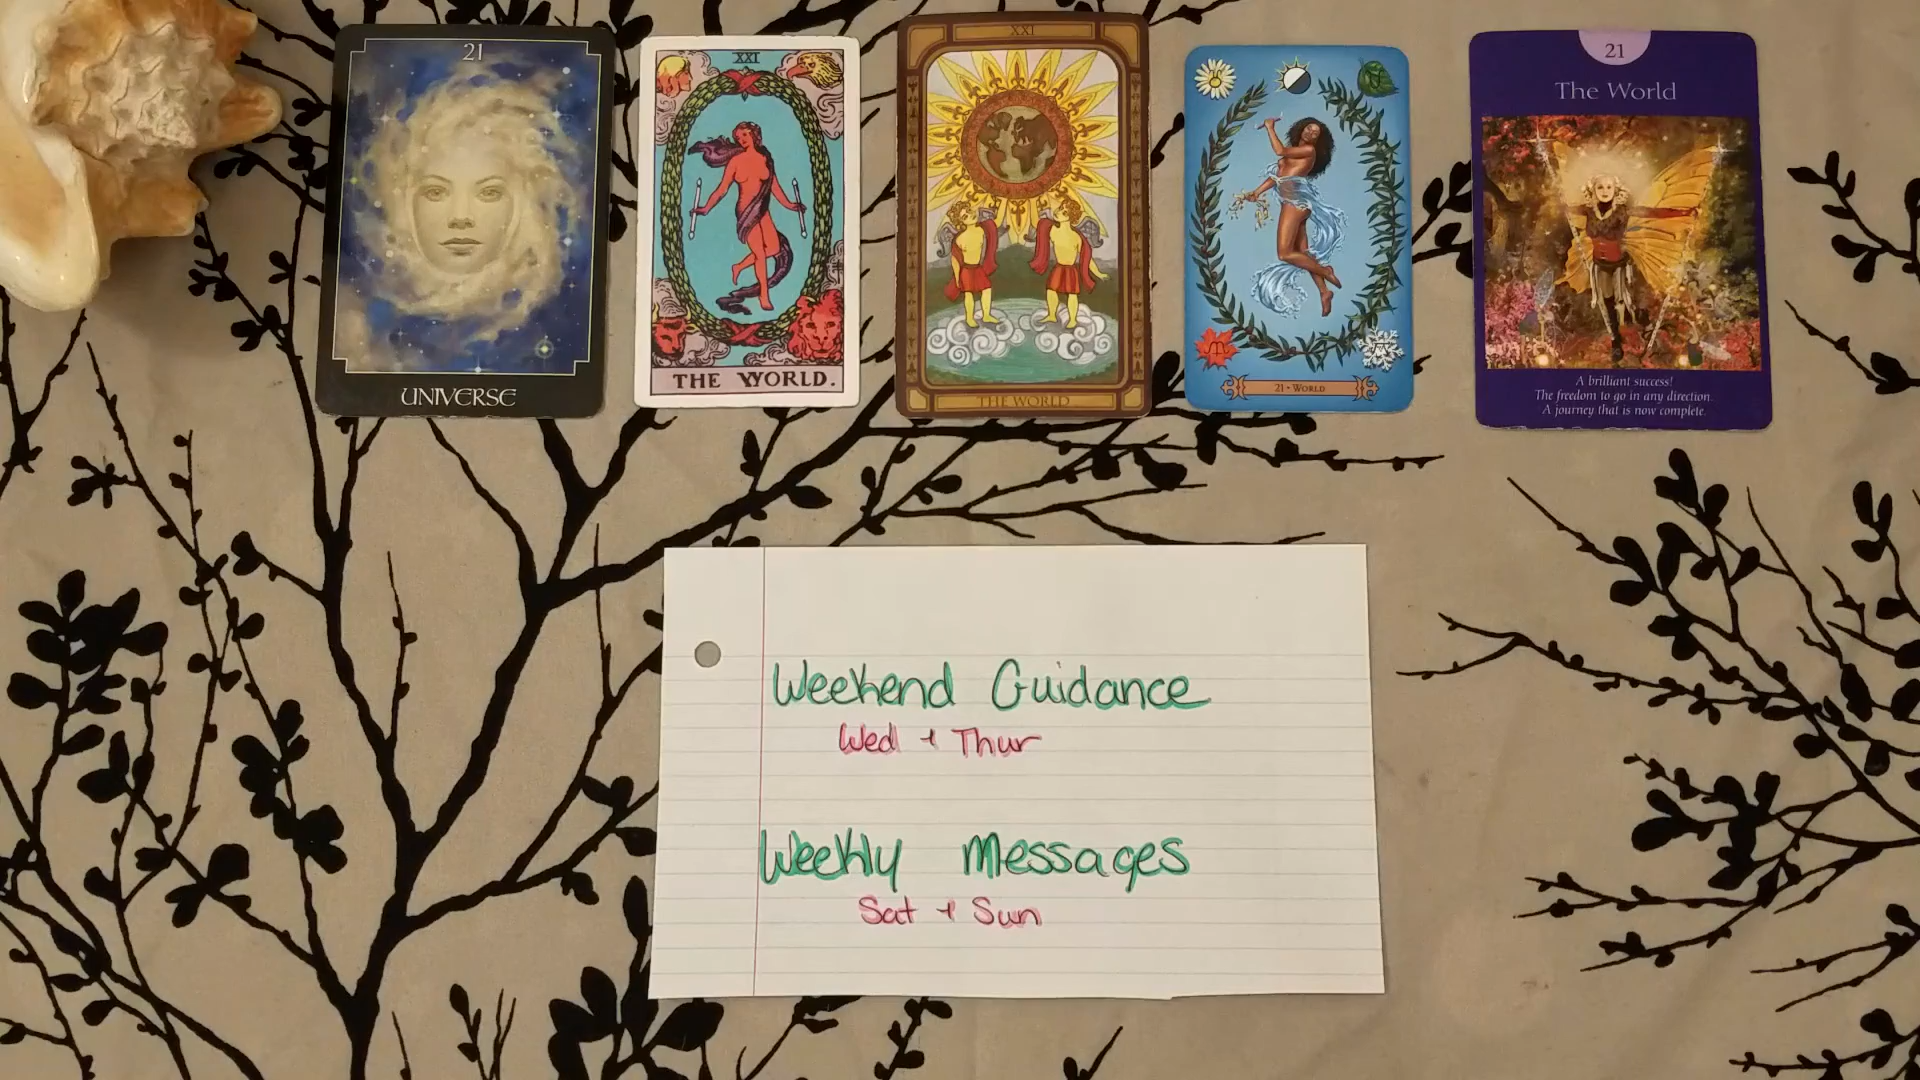 21
UNIVERSE
XXI
THE WORLD.
XXI
THE WORLD
21 • WORLD
21
The World
A brilliant success!
The freedom to go in any direction.
A journey that is now complete.
Weekend Guidance
Wed + Thur
Weekly Messages
Sat + Sun